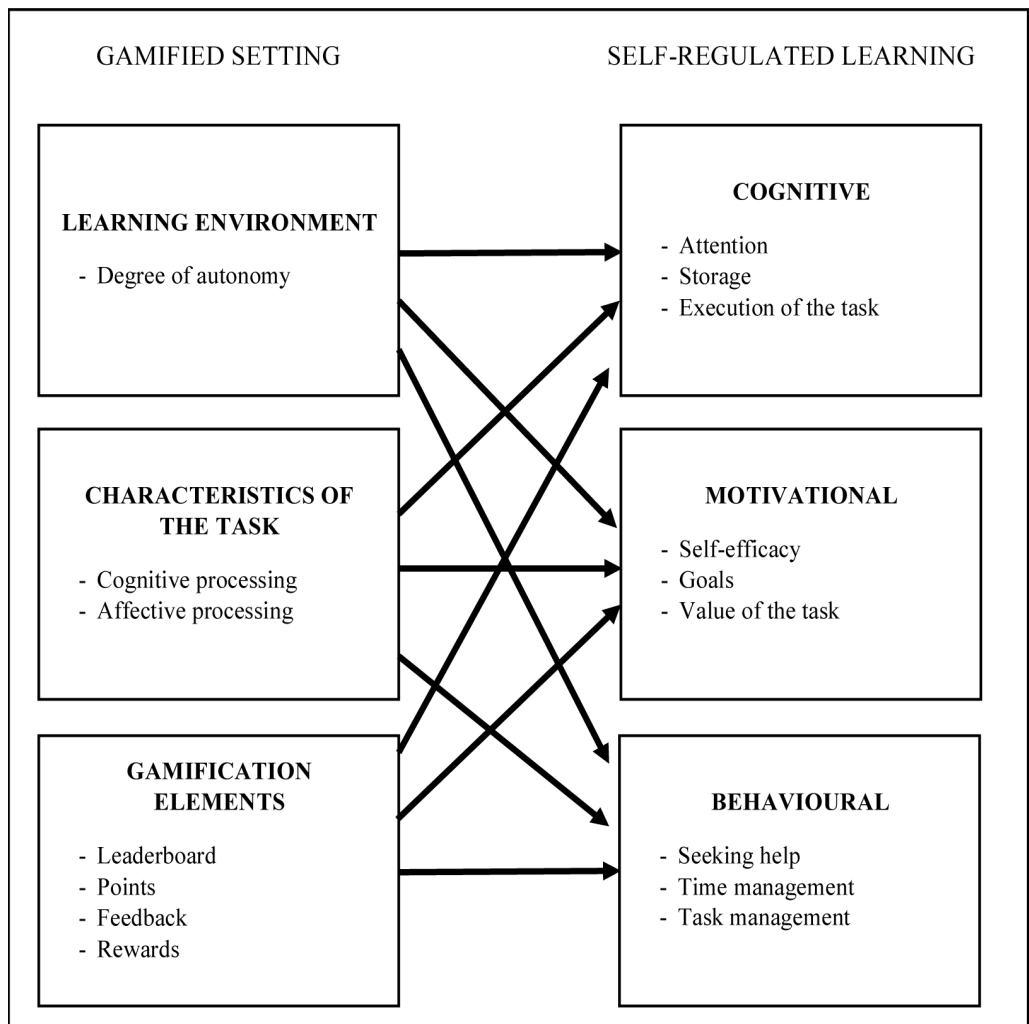 GAMIFIED SETTING
SELF-REGULATED LEARNING
LEARNING ENVIRONMENT
- Degree of autonomy
CHARACTERISTICS OF
THE TASK
- Cognitive processing
- Affective processing
GAMIFICATION
ELEMENTS
- Leaderboard
- Points
- Feedback
- Rewards
COGNITIVE
- Attention
- Storage
- Execution of the task
MOTIVATIONAL
- Self-efficacy
- Goals
- Value of the task
BEHAVIOURAL
- Seeking help
- Time management
- Task management